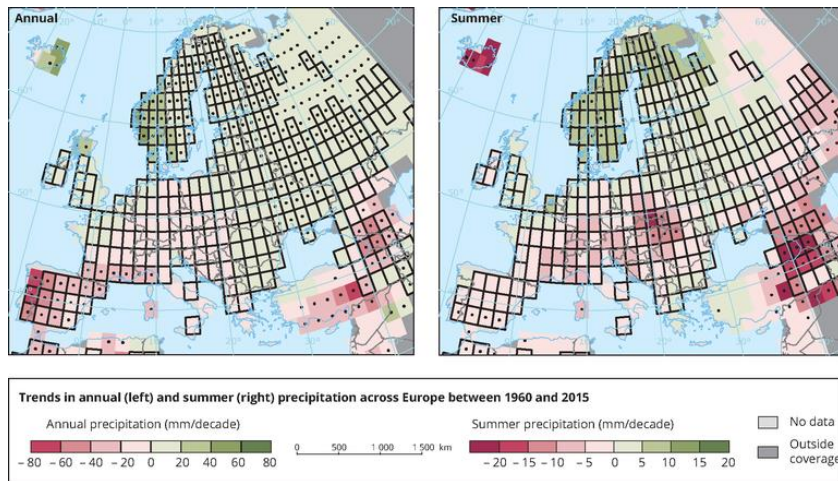 Annual
Summer
Trends in annual (left) and summer (right) precipitation across Europe between 1960 and 2015
Annual precipitation (mm/decade)
−80 −60 −40 −20 0 20 40 60 80
0 500 1000 1 500 km
Summer precipitation (mm/decade)
−20 −15 −10 −5 0 5 10 15 20
No data
Outside
coverage